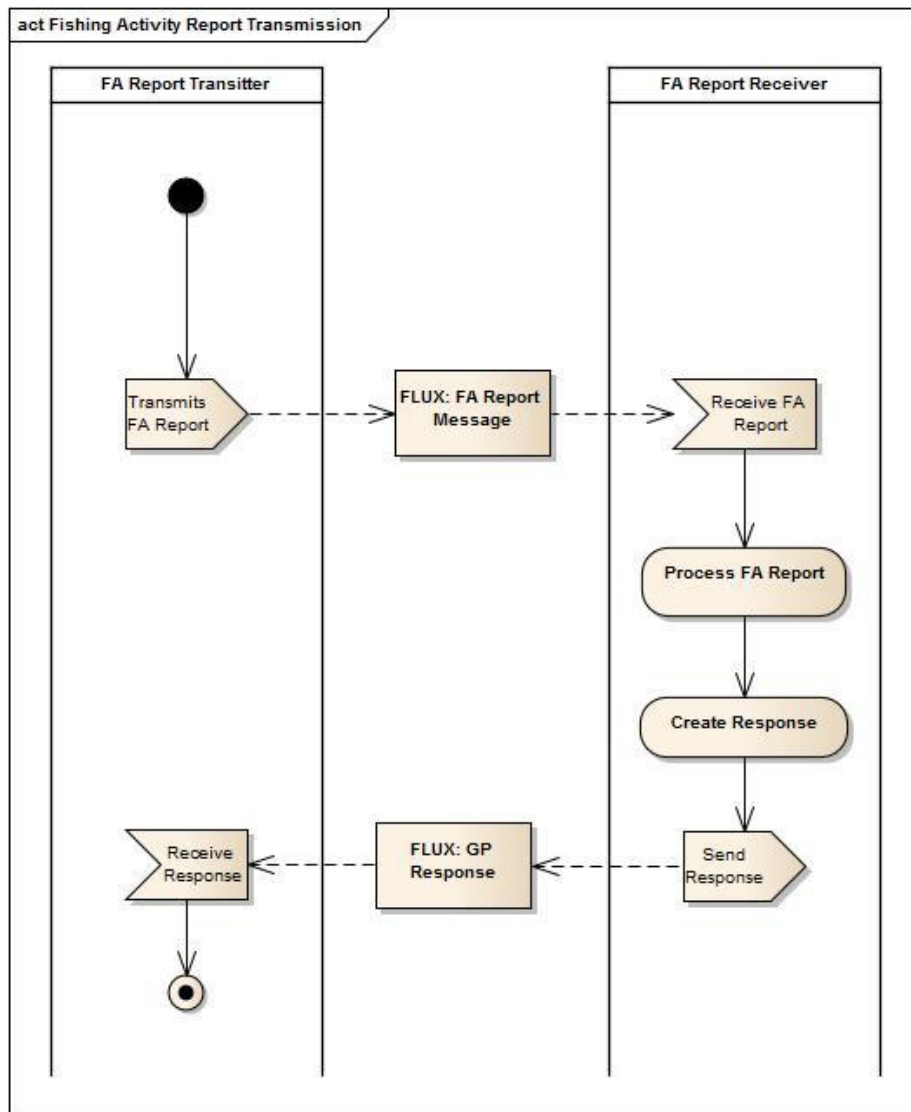 act Fishing Activity Report Transmission
FA Report Transitter
FA Report Receiver
Transmits
FA Report
FLUX: FA Report
Message
Receive FA
Report
Process FA Report
Create Response
Receive
Response
FLUX: GP
Response
Send
Response